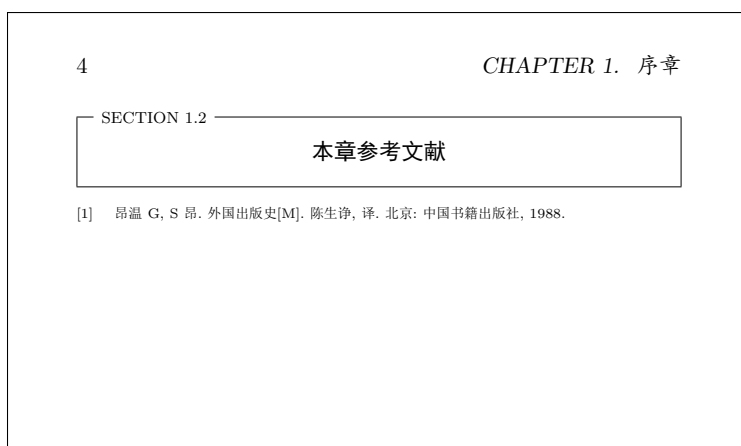 4 CHAPTER 1. 序章
SECTION 1.2
本章参考文献
[1] 昂温 G, S 昂. 外国出版史[M]. 陈生诤, 译. 北京: 中国书籍出版社, 1988.